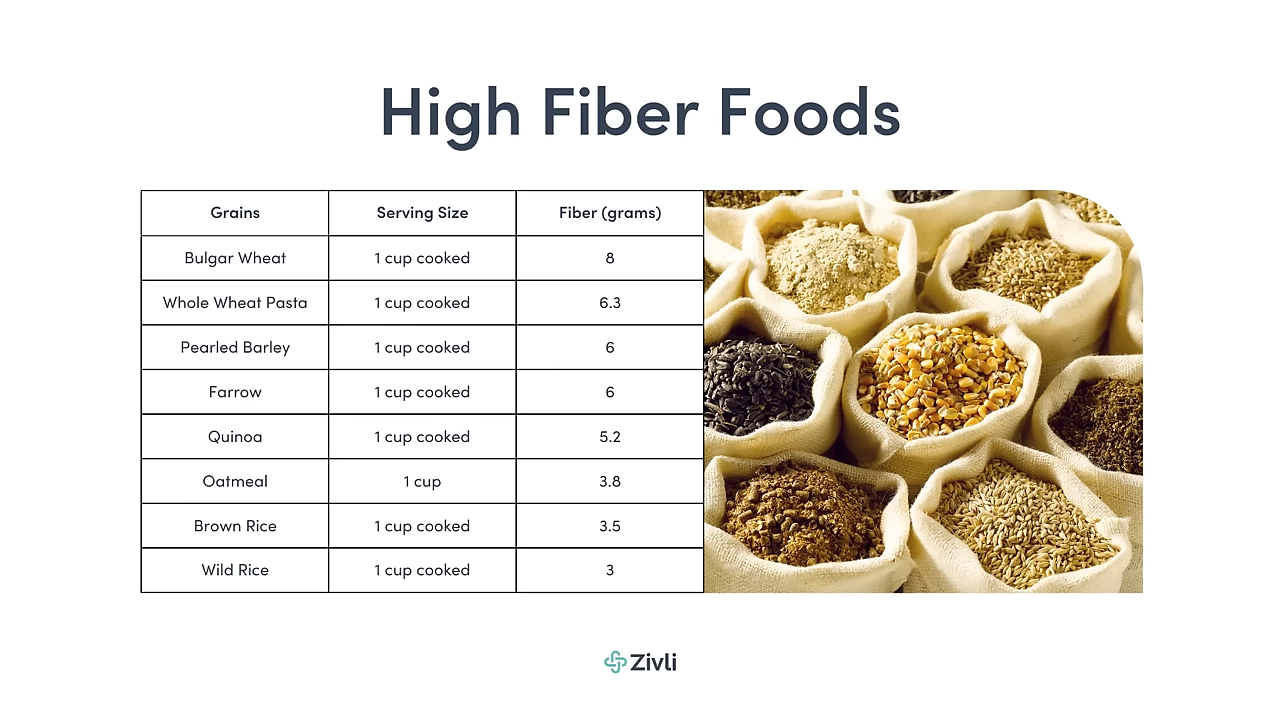 High Fiber Foods
Grains Serving Size Fiber (grams)
Bulgar Wheat 1 cup cooked 8
Whole Wheat Pasta 1 cup cooked 6.3
Pearled Barley 1 cup cooked 6
Farrow 1 cup cooked 6
Quinoa 1 cup cooked 5.2
Oatmeal 1 cup 3.8
Brown Rice 1 cup cooked 3.5
Wild Rice 1 cup cooked 3
Zivli